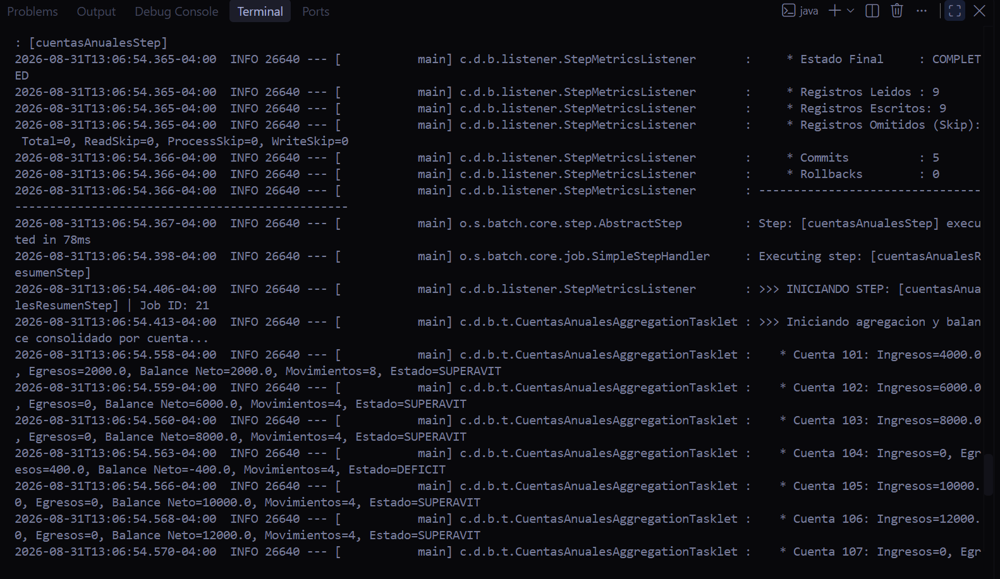 Problems Output Debug Console Terminal Ports java
: [cuentasAnualesStep]
2026-08-31T13:06:54.365-04:00  INFO 26640 --- [           main] c.d.b.listener.StepMetricsListener       :     * Estado Final     : COMPLET
ED
2026-08-31T13:06:54.365-04:00  INFO 26640 --- [           main] c.d.b.listener.StepMetricsListener       :     * Registros Leidos : 9
2026-08-31T13:06:54.365-04:00  INFO 26640 --- [           main] c.d.b.listener.StepMetricsListener       :     * Registros Escritos: 9
2026-08-31T13:06:54.365-04:00  INFO 26640 --- [           main] c.d.b.listener.StepMetricsListener       :     * Registros Omitidos (Skip):
 Total=0, ReadSkip=0, ProcessSkip=0, WriteSkip=0
2026-08-31T13:06:54.366-04:00  INFO 26640 --- [           main] c.d.b.listener.StepMetricsListener       :     * Commits          : 5
2026-08-31T13:06:54.366-04:00  INFO 26640 --- [           main] c.d.b.listener.StepMetricsListener       :     * Rollbacks        : 0
2026-08-31T13:06:54.366-04:00  INFO 26640 --- [           main] c.d.b.listener.StepMetricsListener       : --------------------------------
------------------------------------------------
2026-08-31T13:06:54.367-04:00  INFO 26640 --- [           main] o.s.batch.core.step.AbstractStep         : Step: [cuentasAnualesStep] execu
ted in 78ms
2026-08-31T13:06:54.398-04:00  INFO 26640 --- [           main] o.s.batch.core.job.SimpleStepHandler     : Executing step: [cuentasAnualesR
esumenStep]
2026-08-31T13:06:54.406-04:00  INFO 26640 --- [           main] c.d.b.listener.StepMetricsListener       : >>> INICIANDO STEP: [cuentasAnua
lesResumenStep] | Job ID: 21
2026-08-31T13:06:54.413-04:00  INFO 26640 --- [           main] c.d.b.t.CuentasAnualesAggregationTasklet : >>> Iniciando agregacion y balan
ce consolidado por cuenta...
2026-08-31T13:06:54.558-04:00  INFO 26640 --- [           main] c.d.b.t.CuentasAnualesAggregationTasklet :    * Cuenta 101: Ingresos=4000.0
, Egresos=2000.0, Balance Neto=2000.0, Movimientos=8, Estado=SUPERAVIT
2026-08-31T13:06:54.559-04:00  INFO 26640 --- [           main] c.d.b.t.CuentasAnualesAggregationTasklet :    * Cuenta 102: Ingresos=6000.0
, Egresos=0, Balance Neto=6000.0, Movimientos=4, Estado=SUPERAVIT
2026-08-31T13:06:54.560-04:00  INFO 26640 --- [           main] c.d.b.t.CuentasAnualesAggregationTasklet :    * Cuenta 103: Ingresos=8000.0
, Egresos=0, Balance Neto=8000.0, Movimientos=4, Estado=SUPERAVIT
2026-08-31T13:06:54.563-04:00  INFO 26640 --- [           main] c.d.b.t.CuentasAnualesAggregationTasklet :    * Cuenta 104: Ingresos=0, Egr
esos=400.0, Balance Neto=-400.0, Movimientos=4, Estado=DEFICIT
2026-08-31T13:06:54.566-04:00  INFO 26640 --- [           main] c.d.b.t.CuentasAnualesAggregationTasklet :    * Cuenta 105: Ingresos=10000.
0, Egresos=0, Balance Neto=10000.0, Movimientos=4, Estado=SUPERAVIT
2026-08-31T13:06:54.568-04:00  INFO 26640 --- [           main] c.d.b.t.CuentasAnualesAggregationTasklet :    * Cuenta 106: Ingresos=12000.
0, Egresos=0, Balance Neto=12000.0, Movimientos=4, Estado=SUPERAVIT
2026-08-31T13:06:54.570-04:00  INFO 26640 --- [           main] c.d.b.t.CuentasAnualesAggregationTasklet :    * Cuenta 107: Ingresos=0, Egr